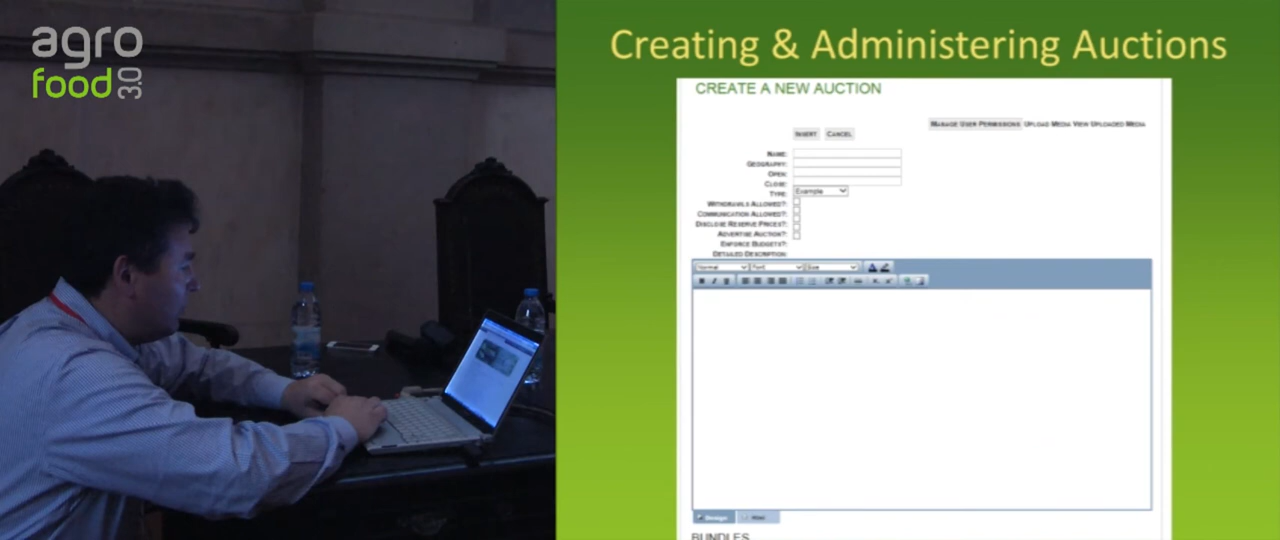 agro
food 3.0
Creating & Administering Auctions
CREATE A NEW AUCTION
MANAGE USER PERMISSIONS UPLOAD MEDIA VIEW UPLOADED MEDIA
INSERT CANCEL
NAME:
GEOGRAPHY:
OPEN:
CLOSE:
TYPE: Example
WITHDRAWLS ALLOWED?:
COMMUNICATION ALLOWED?:
DISCLOSE RESERVE PRICES?:
ADVERTISE AUCTION?:
ENFORCE BUDGETS?:
DETAILED DESCRIPTION:
Normal Font Size
Design Html
BUNDLES